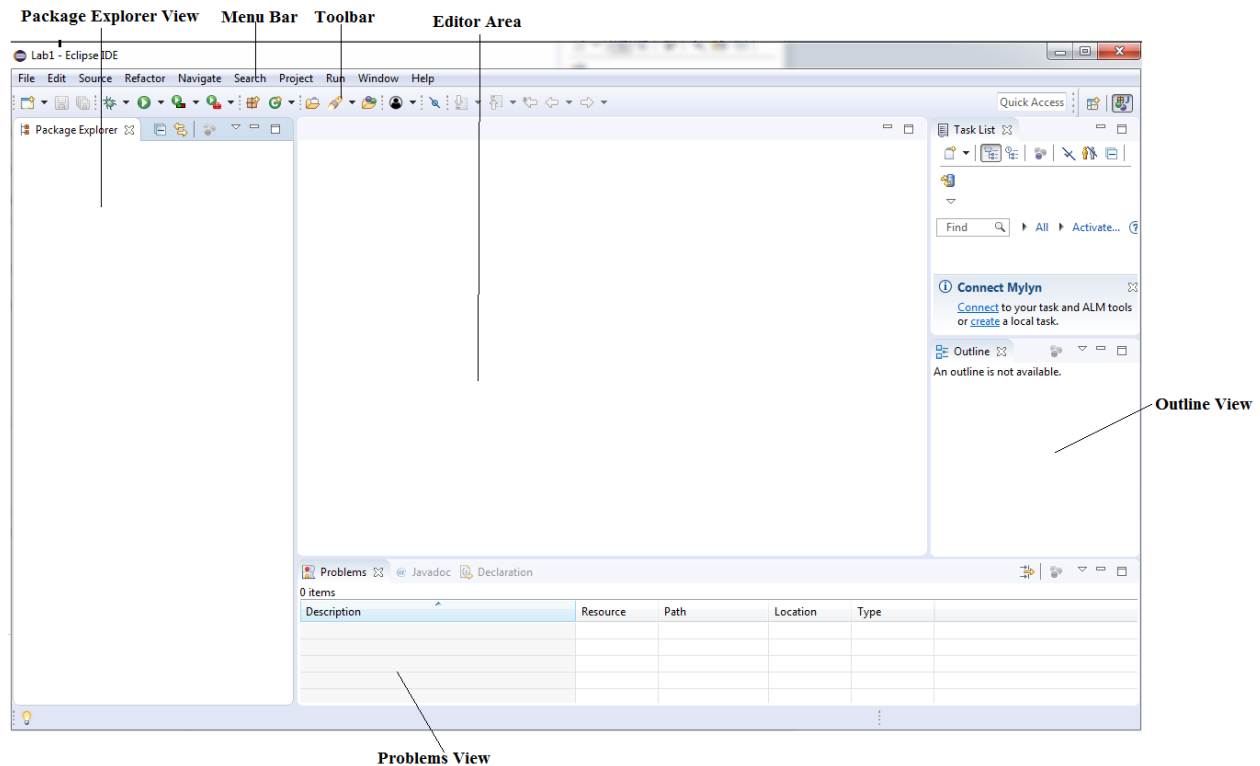 Package Explorer View Menu Bar Toolbar Editor Area
Lab1 - Eclipse IDE
File Edit Source Refactor Navigate Search Project Run Window Help
Quick Access
Package Explorer
Task List
Find All Activate...
Connect Mylyn
Connect to your task and ALM tools
or create a local task.
Outline
An outline is not available.
Outline View
Problems @ Javadoc Declaration
0 items
Description Resource Path Location Type
Problems View